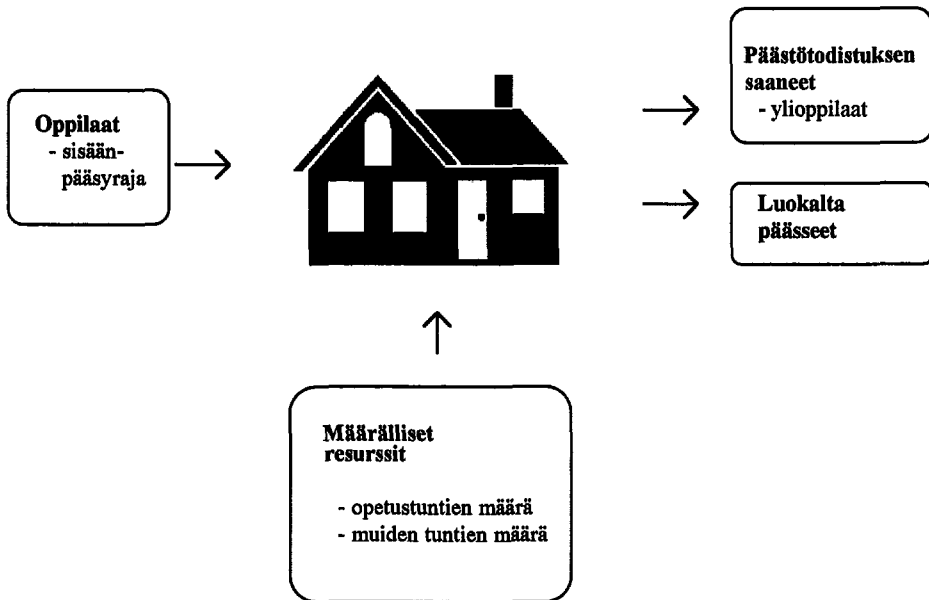 Oppilaat
- sisään-
pääsyraja
Päästötodistuksen
saaneet
- ylioppilaat
Luokalta
päässeet
Määrälliset
resurssit
- opetustuntien määrä
- muiden tuntien määrä